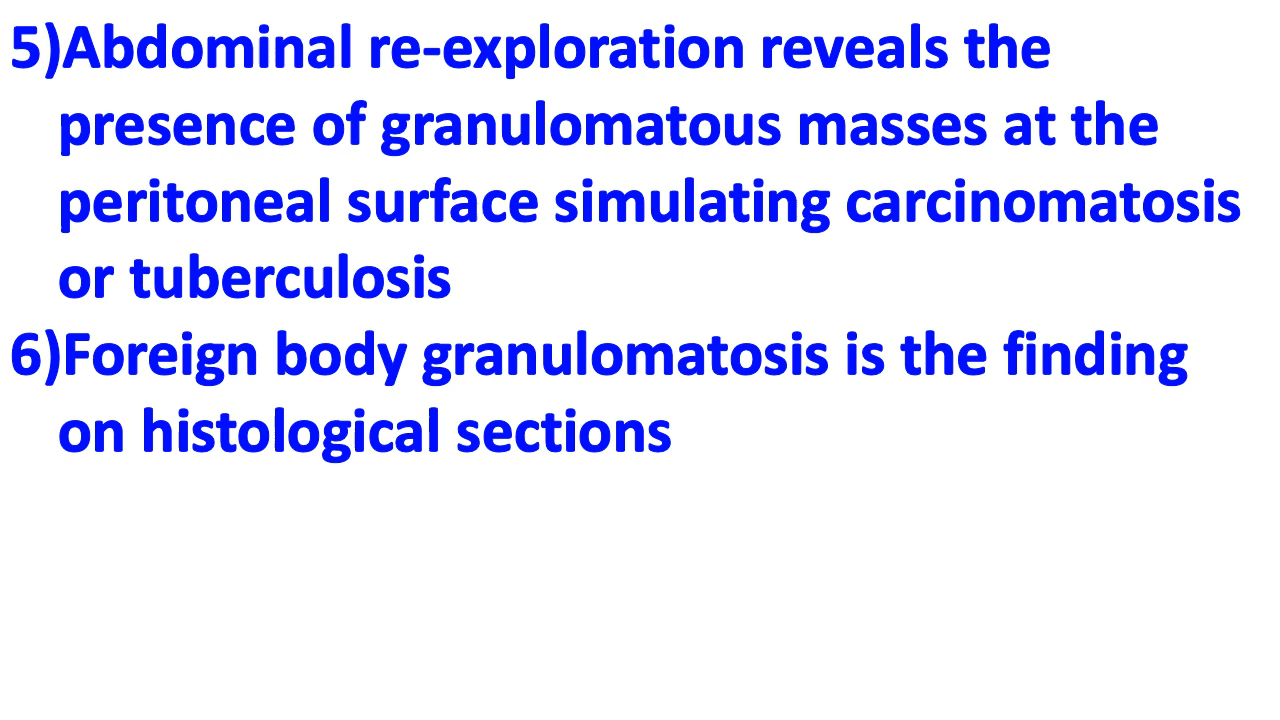 5)Abdominal re-exploration reveals the
presence of granulomatous masses at the
peritoneal surface simulating carcinomatosis
or tuberculosis
6)Foreign body granulomatosis is the finding
on histological sections